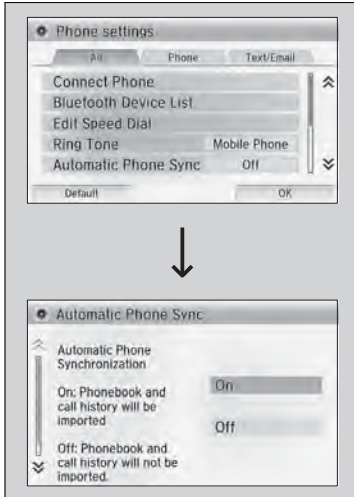 Phone settings
All Phone Text/Email
Connect Phone
Bluetooth Device List
Edit Speed Dial
Ring Tone Mobile Phone
Automatic Phone Sync Off
Default OK
Automatic Phone Sync
Automatic Phone
Synchronization
On: Phonebook and
call history will be
imported
Off: Phonebook and
call history will not be
imported.
On
Off